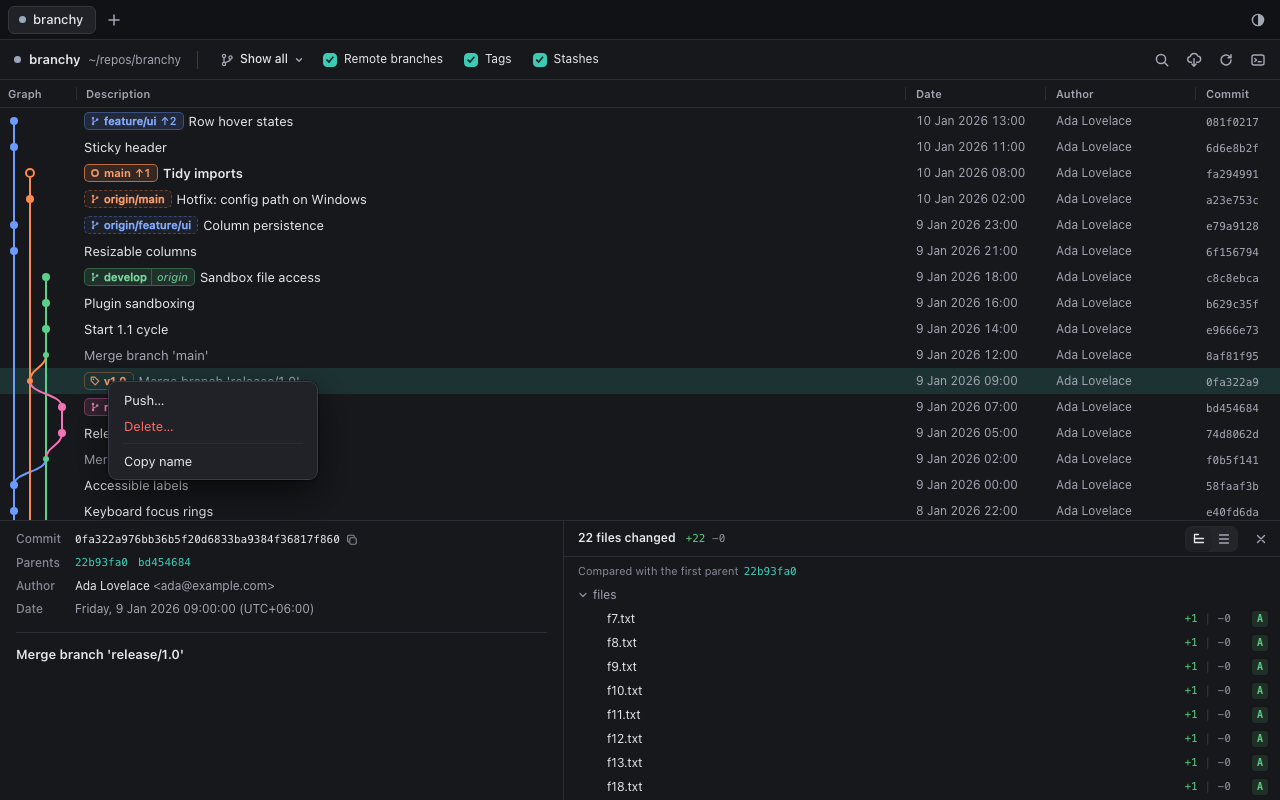 branchy
branchy ~/repos/branchy Show all Remote branches Tags Stashes
Graph Description Date Author Commit
feature/ui ↑2 Row hover states 10 Jan 2026 13:00 Ada Lovelace 081f0217
Sticky header 10 Jan 2026 11:00 Ada Lovelace 6d6e8b2f
main ↑1 Tidy imports 10 Jan 2026 08:00 Ada Lovelace fa294991
origin/main Hotfix: config path on Windows 10 Jan 2026 02:00 Ada Lovelace a23e753c
origin/feature/ui Column persistence 9 Jan 2026 23:00 Ada Lovelace e79a9128
Resizable columns 9 Jan 2026 21:00 Ada Lovelace 6f156794
develop origin Sandbox file access 9 Jan 2026 18:00 Ada Lovelace c8c8ebca
Plugin sandboxing 9 Jan 2026 16:00 Ada Lovelace b629c35f
Start 1.1 cycle 9 Jan 2026 14:00 Ada Lovelace e9666e73
Merge branch 'main' 9 Jan 2026 12:00 Ada Lovelace 8af81f95
v1.0 Merge branch 'release/1.0' 9 Jan 2026 09:00 Ada Lovelace 0fa322a9
9 Jan 2026 07:00 Ada Lovelace bd454684
9 Jan 2026 05:00 Ada Lovelace 74d8062d
9 Jan 2026 02:00 Ada Lovelace f0b5f141
Accessible labels 9 Jan 2026 00:00 Ada Lovelace 58faaf3b
Keyboard focus rings 8 Jan 2026 22:00 Ada Lovelace e40fd6da
Push...
Delete...
Copy name
Commit 0fa322a976bb36b5f20d6833ba9384f36817f860
Parents 22b93fa0 bd454684
Author Ada Lovelace <ada@example.com>
Date Friday, 9 Jan 2026 09:00:00 (UTC+06:00)
Merge branch 'release/1.0'
22 files changed +22 −0
Compared with the first parent 22b93fa0
files
f7.txt +1 −0 A
f8.txt +1 −0 A
f9.txt +1 −0 A
f10.txt +1 −0 A
f11.txt +1 −0 A
f12.txt +1 −0 A
f13.txt +1 −0 A
f18.txt +1 −0 A